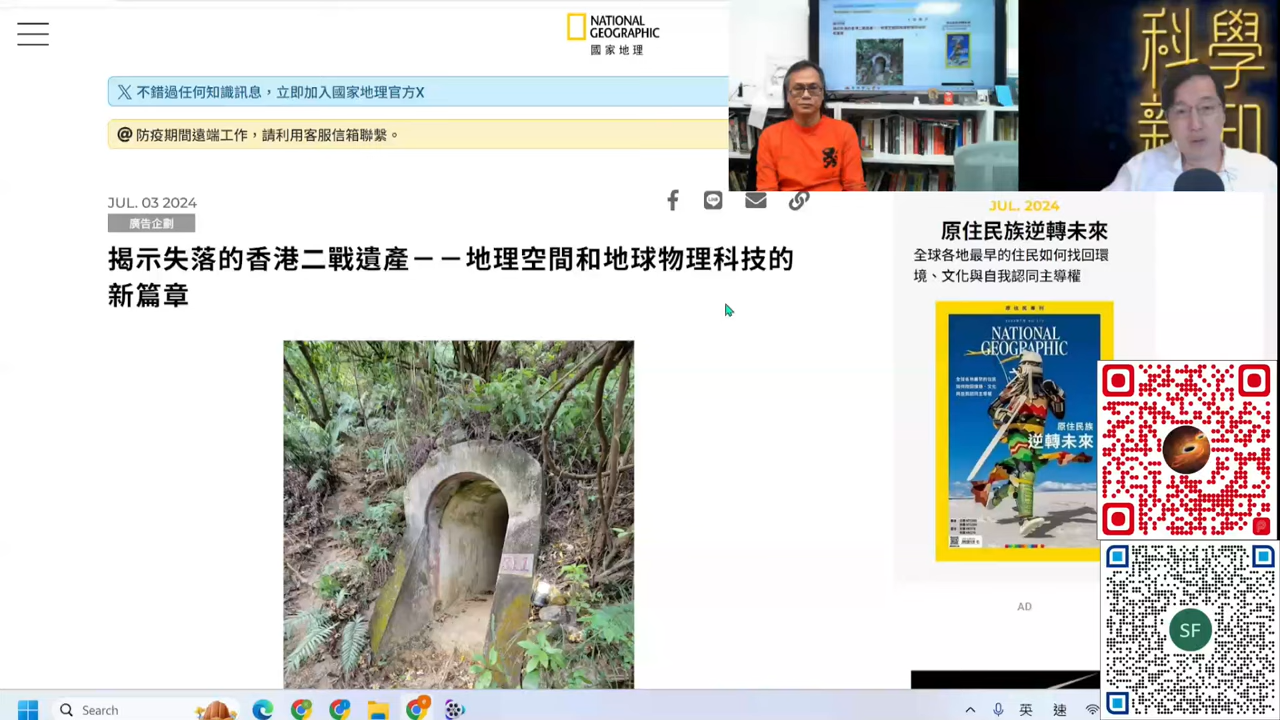 NATIONAL
GEOGRAPHIC
國家地理
不錯過任何知識訊息，立即加入國家地理官方X
防疫期間遠端工作，請利用客服信箱聯繫。
科學
新知
JUL. 03 2024
廣告企劃
揭示失落的香港二戰遺產－－地理空間和地球物理科技的
新篇章
JUL. 2024
原住民族逆轉未來
全球各地最早的住民如何找回環
境、文化與自我認同主導權
NATIONAL
GEOGRAPHIC
原住民族
逆轉未來
AD
SF
Search
英
速